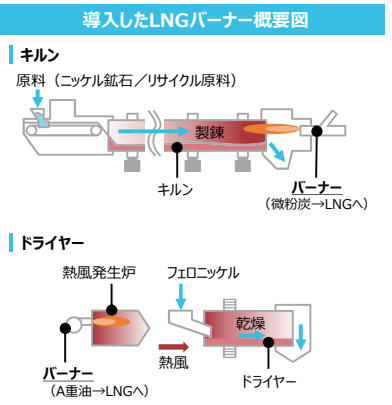 導入したLNGバーナー概要図
キルン
原料（ニッケル鉱石／リサイクル原料）
製錬
キルン
バーナー
（微粉炭→LNGへ）
ドライヤー
熱風発生炉
フェロニッケル
乾燥
熱風
バーナー
（A重油→LNGへ）
ドライヤー